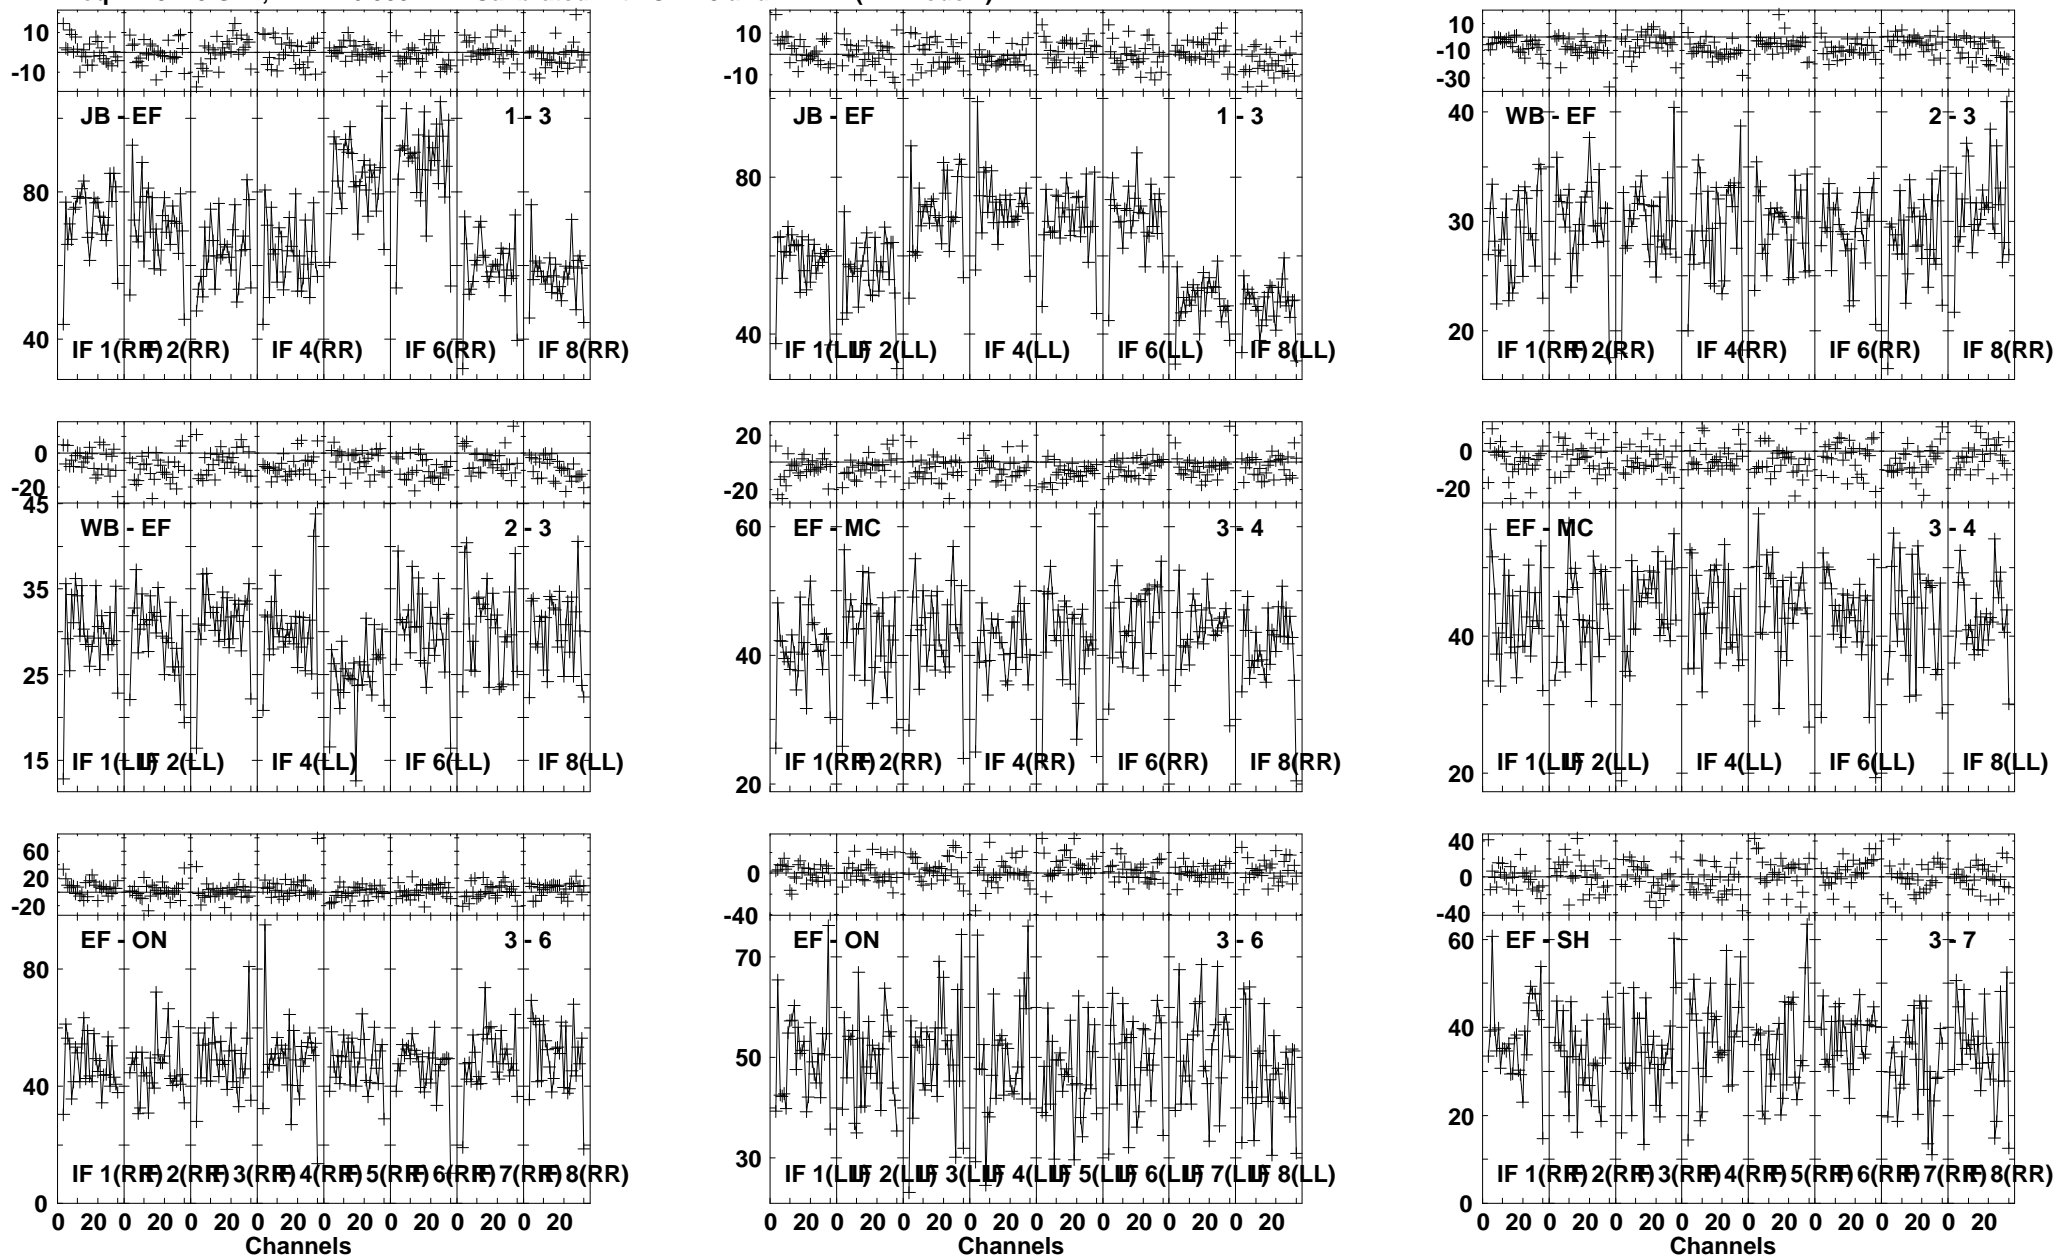 10 10 10
-10 -10 -10
-30
JB - EF 1 - 3 JB - EF 1 - 3 WB - EF 2 - 3
40
80 80
30
40 40
20
IF 1(RR) IF 2(RR) IF 4(RR) IF 6(RR) IF 8(RR) IF 1(LL) IF 2(LL) IF 4(LL) IF 6(LL) IF 8(LL) IF 1(RR) IF 2(RR) IF 4(RR) IF 6(RR) IF 8(RR)
0 20 0
-20 -20 -20
45
WB - EF 2 - 3 EF - MC 3 - 4 EF - MC 3 - 4
60
35
40 40
25
15
20 20
IF 1(LL) IF 2(LL) IF 4(LL) IF 6(LL) IF 8(LL) IF 1(RR) IF 2(RR) IF 4(RR) IF 6(RR) IF 8(RR) IF 1(LL) IF 2(LL) IF 4(LL) IF 6(LL) IF 8(LL)
60 40
20 0 0
-20 -40 -40
EF - ON 3 - 6 EF - ON 3 - 6 EF - SH 3 - 7
80 70 60
40 50 40
30 20
0 0
IF 1(RR) IF 2(RR) IF 3(RR) IF 4(RR) IF 5(RR) IF 6(RR) IF 7(RR) IF 8(RR) IF 1(LL) IF 2(LL) IF 3(LL) IF 4(LL) IF 5(LL) IF 6(LL) IF 7(LL) IF 8(LL) IF 1(RR) IF 2(RR) IF 3(RR) IF 4(RR) IF 5(RR) IF 6(RR) IF 7(RR) IF 8(RR)
0 20 0 20 0 20 0 20 0 20 0 20 0 20 0 20 0 20 0 20 0 20 0 20 0 20 0 20 0 20 0 20 0 20 0 20 0 20 0 20 0 20 0 20 0 20 0 20
Channels Channels Channels